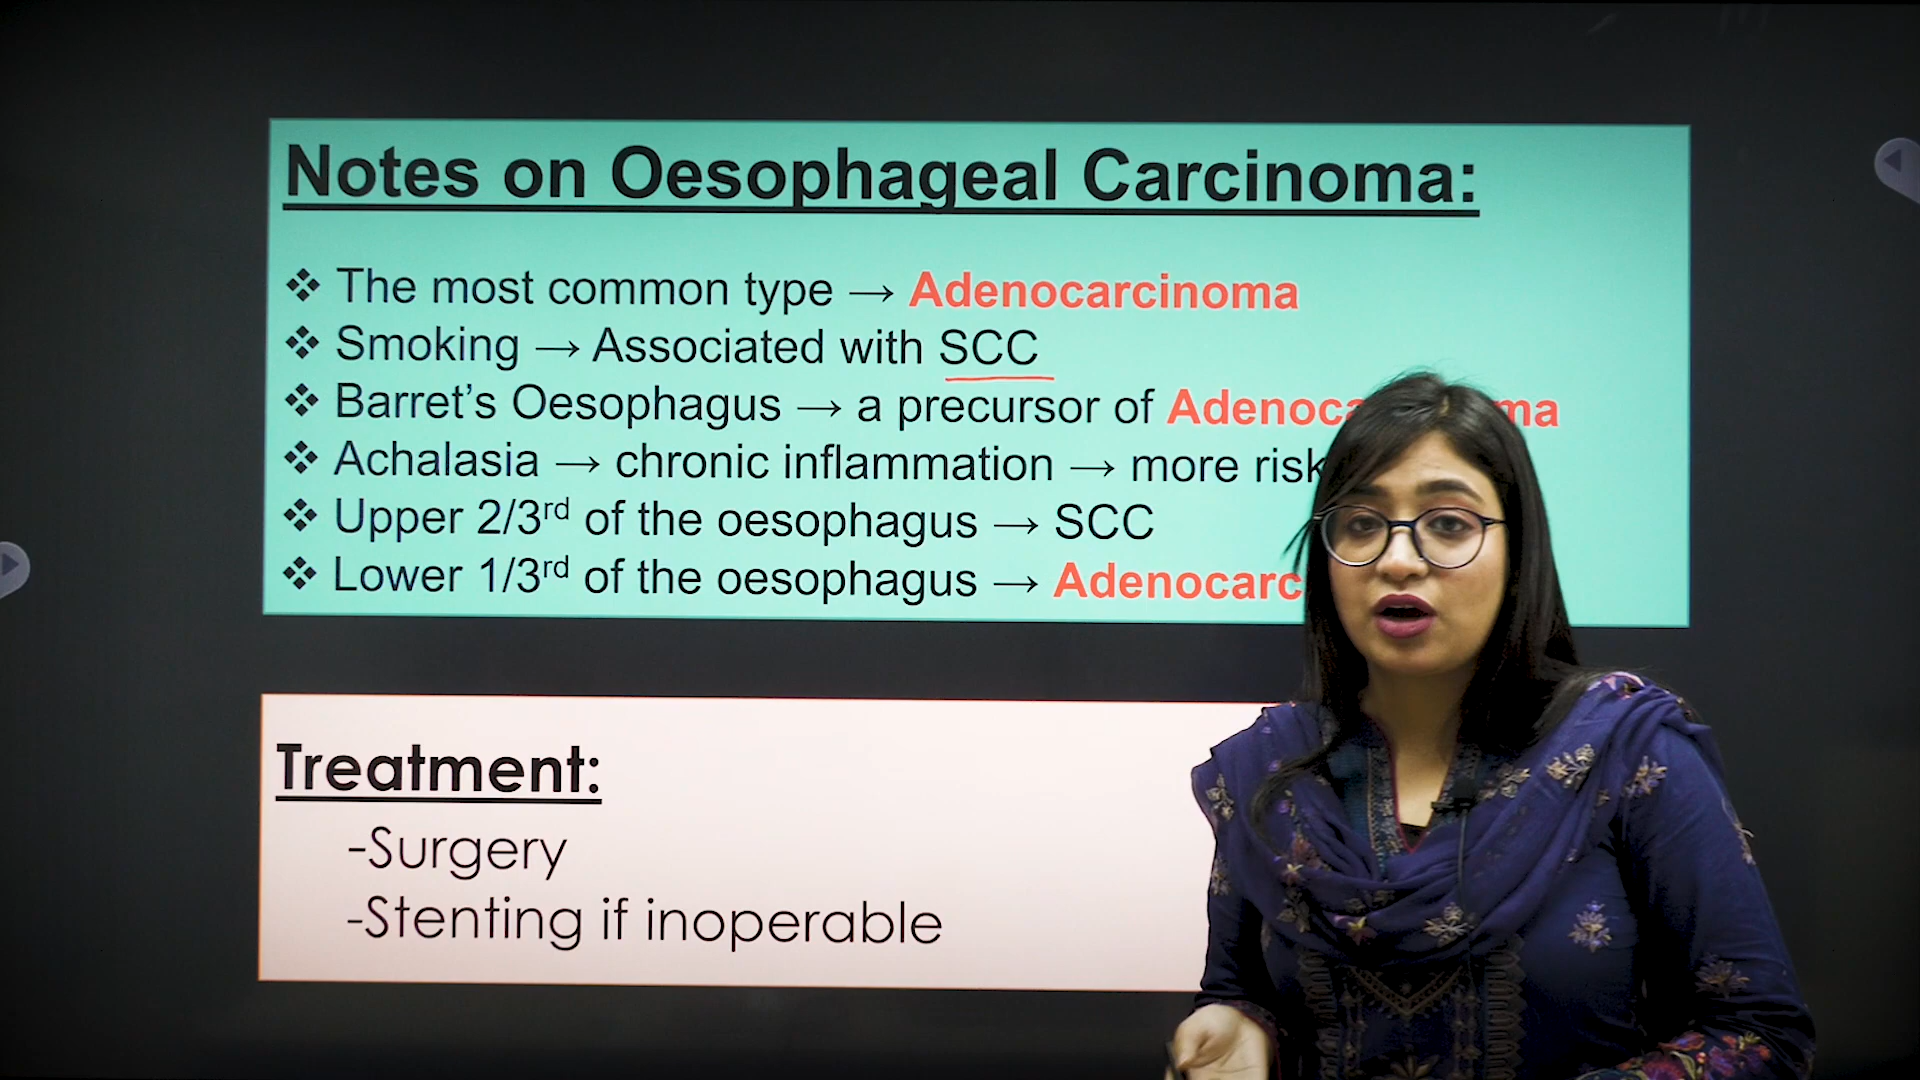 Notes on Oesophageal Carcinoma:
❖ The most common type → Adenocarcinoma
❖ Smoking → Associated with SCC
❖ Barret’s Oesophagus → a precursor of
❖ Achalasia → chronic inflammation → more risk
❖ Upper 2/3rd of the oesophagus → SCC
❖ Lower 1/3rd of the oesophagus →
Treatment:
-Surgery
-Stenting if inoperable